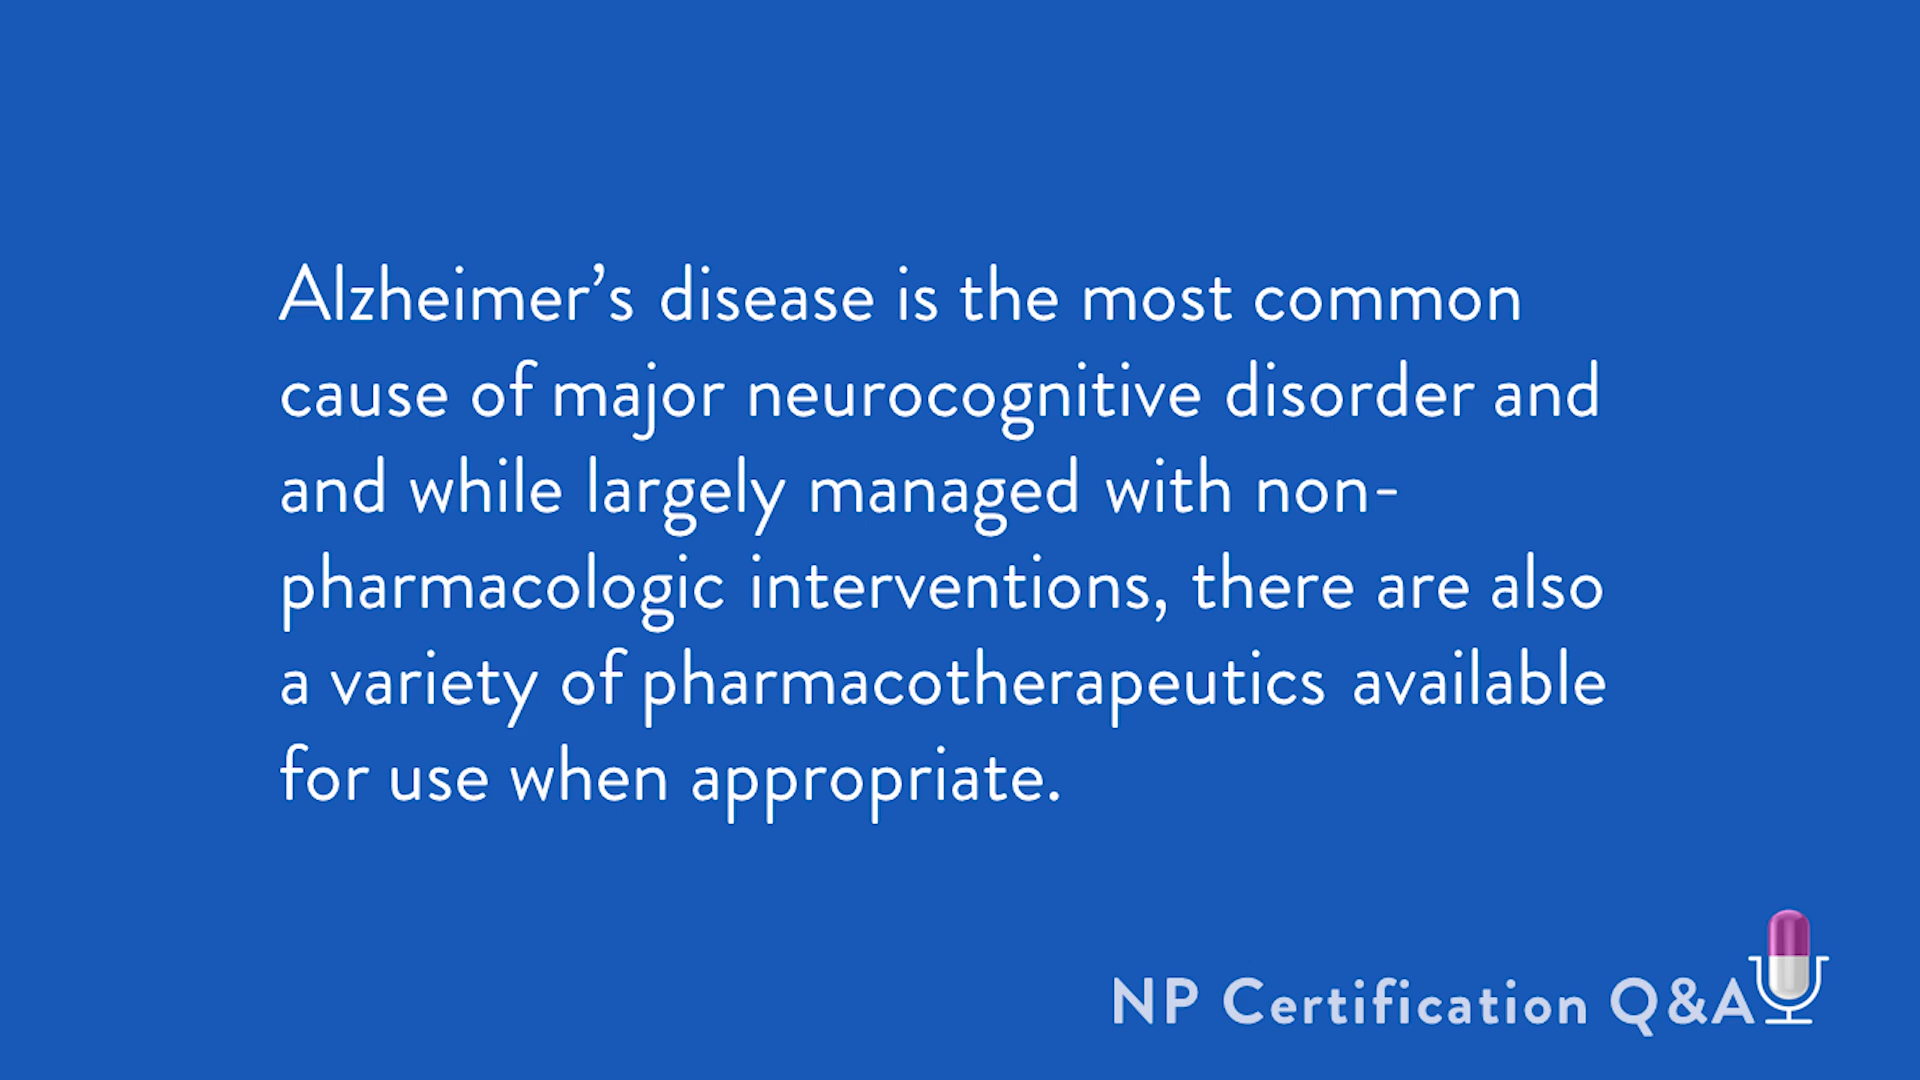 Alzheimer’s disease is the most common
cause of major neurocognitive disorder and
and while largely managed with non-
pharmacologic interventions, there are also
a variety of pharmacotherapeutics available
for use when appropriate.
NP Certification Q&A